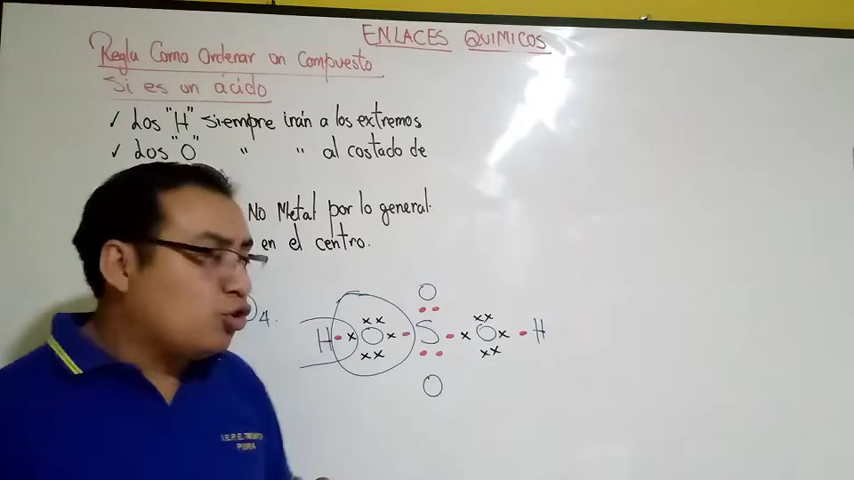 ENLACES QUIMICOS
Regla Como Ordenar un Compuesto
Si es un ácido
✓ Los "H" siempre irán a los extremos
✓ Los "O" " " al costado de
No Metal por lo general
en el centro.
O
4.
H O S O H
O
I.E.P.E.
PIURA